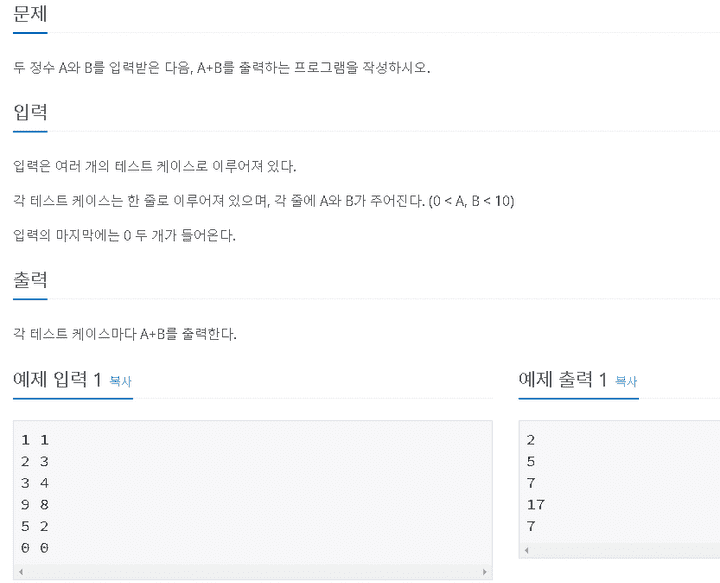 문제
두 정수 A와 B를 입력받은 다음, A+B를 출력하는 프로그램을 작성하시오.
입력
입력은 여러 개의 테스트 케이스로 이루어져 있다.
각 테스트 케이스는 한 줄로 이루어져 있으며, 각 줄에 A와 B가 주어진다. (0 < A, B < 10)
입력의 마지막에는 0 두 개가 들어온다.
출력
각 테스트 케이스마다 A+B를 출력한다.
예제 입력 1 복사
1 1
2 3
3 4
9 8
5 2
0 0
예제 출력 1 복사
2
5
7
17
7